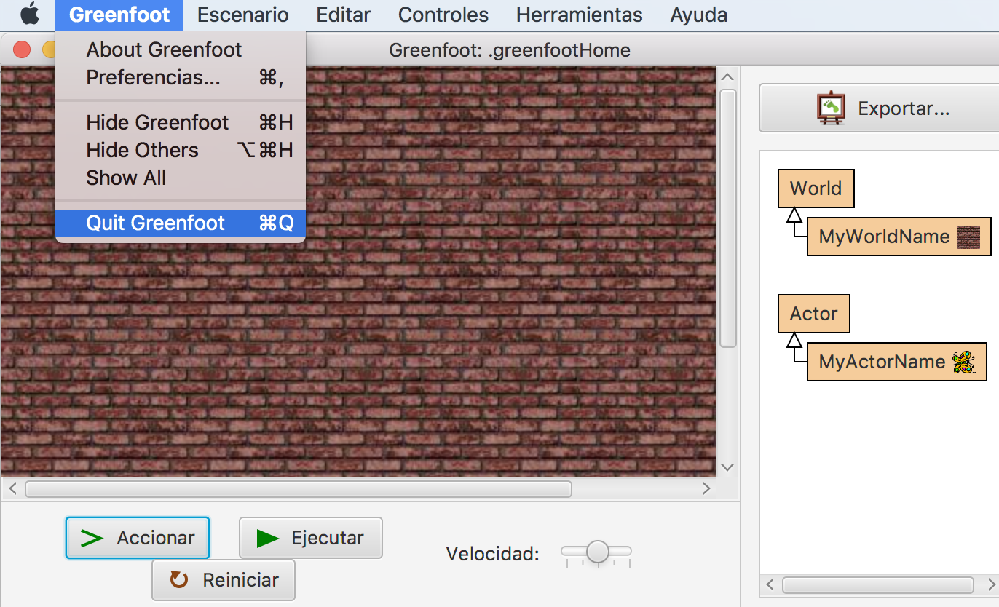 Greenfoot Escenario Editar Controles Herramientas Ayuda
Greenfoot: .greenfootHome
About Greenfoot
Preferencias... ⌘,
Hide Greenfoot ⌘H
Hide Others ⌥⌘H
Show All
Quit Greenfoot ⌘Q
Exportar...
World
MyWorldName
Actor
MyActorName
Accionar
Ejecutar
Velocidad:
Reiniciar